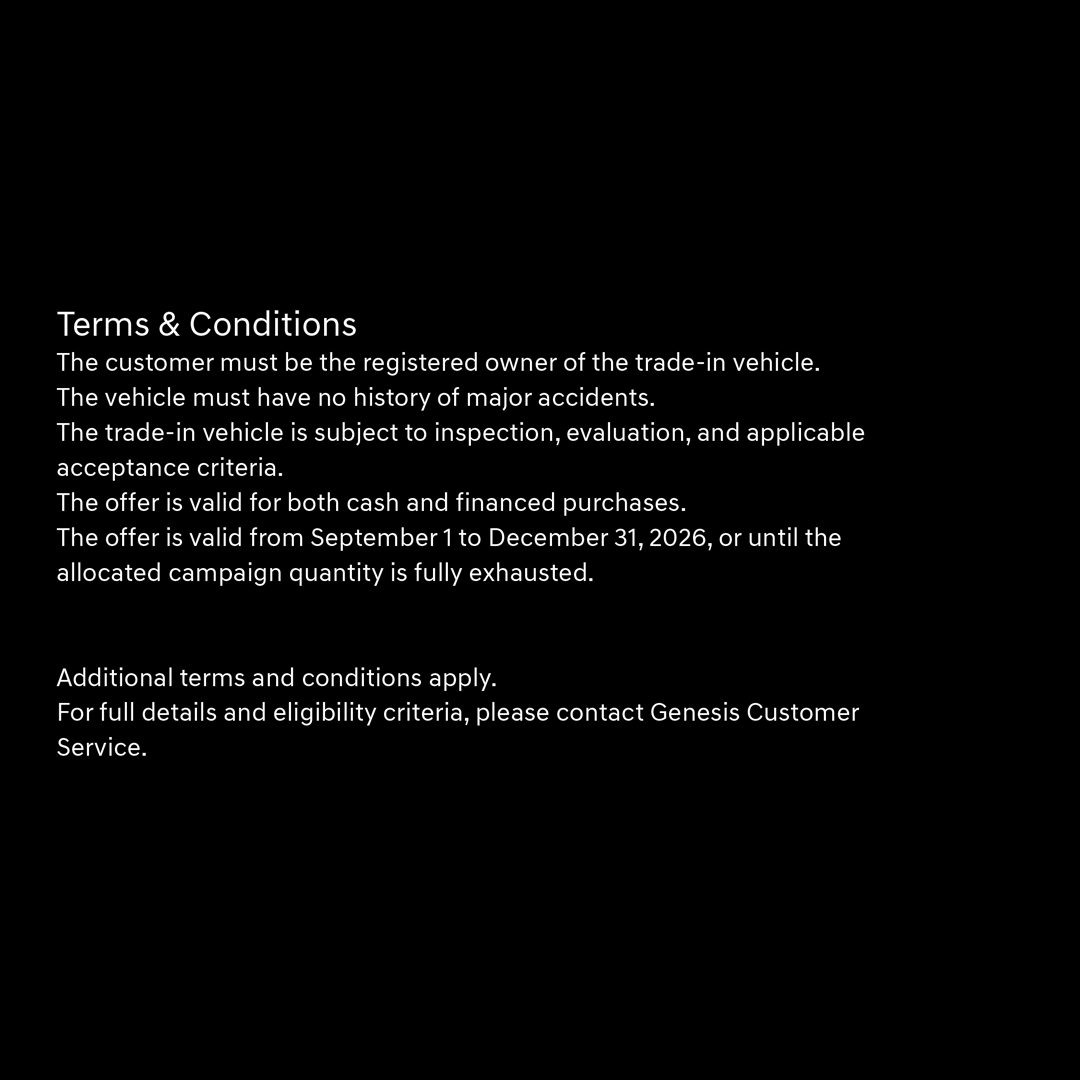 Terms & Conditions
The customer must be the registered owner of the trade-in vehicle.
The vehicle must have no history of major accidents.
The trade-in vehicle is subject to inspection, evaluation, and applicable
acceptance criteria.
The offer is valid for both cash and financed purchases.
The offer is valid from September 1 to December 31, 2026, or until the
allocated campaign quantity is fully exhausted.
Additional terms and conditions apply.
For full details and eligibility criteria, please contact Genesis Customer
Service.